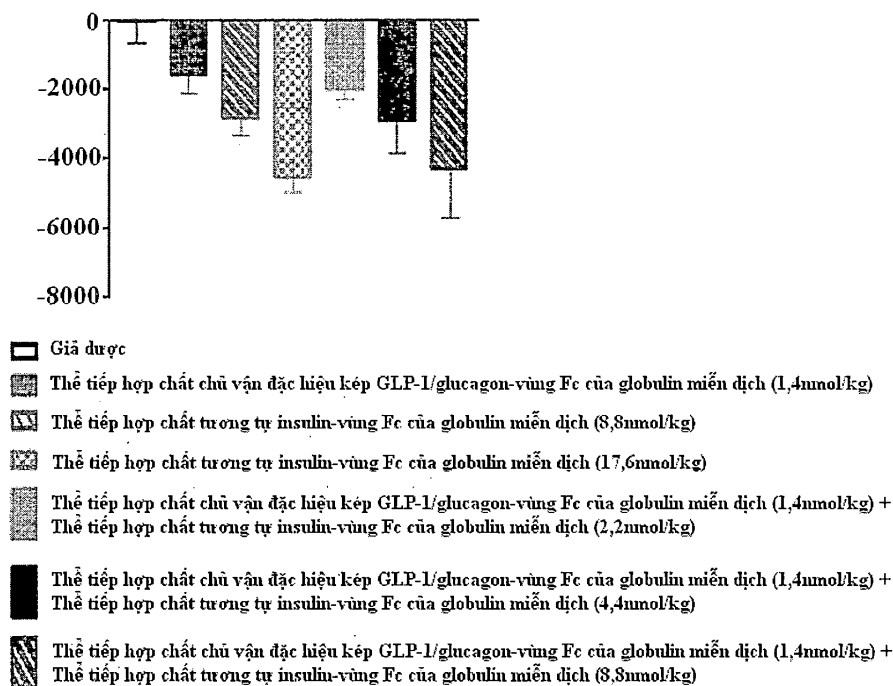 0
-2000
-4000
-6000
-8000
Giả dược
Thể tiếp hợp chất chủ vận đặc hiệu kép GLP-1/glucagon-vùng Fc của globulin miễn dịch (1,4nmol/kg)
Thể tiếp hợp chất tương tự insulin-vùng Fc của globulin miễn dịch (8,8nmol/kg)
Thể tiếp hợp chất tương tự insulin-vùng Fc của globulin miễn dịch (17,6nmol/kg)
Thể tiếp hợp chất chủ vận đặc hiệu kép GLP-1/glucagon-vùng Fc của globulin miễn dịch (1,4nmol/kg) +
Thể tiếp hợp chất tương tự insulin-vùng Fc của globulin miễn dịch (2,2nmol/kg)
Thể tiếp hợp chất chủ vận đặc hiệu kép GLP-1/glucagon-vùng Fc của globulin miễn dịch (1,4nmol/kg) +
Thể tiếp hợp chất tương tự insulin-vùng Fc của globulin miễn dịch (4,4nmol/kg)
Thể tiếp hợp chất chủ vận đặc hiệu kép GLP-1/glucagon-vùng Fc của globulin miễn dịch (1,4nmol/kg) +
Thể tiếp hợp chất tương tự insulin-vùng Fc của globulin miễn dịch (8,8nmol/kg)